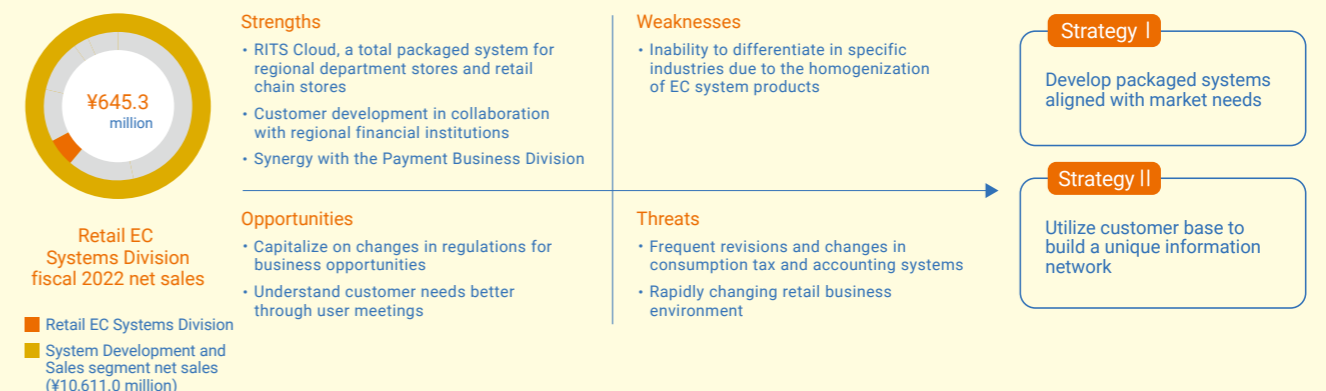 ¥645.3
million
Retail EC
Systems Division
fiscal 2022 net sales
Retail EC Systems Division
System Development and
Sales segment net sales
(¥10,611.0 million)
Strengths
• RITS Cloud, a total packaged system for
regional department stores and retail
chain stores
• Customer development in collaboration
with regional financial institutions
• Synergy with the Payment Business Division
Weaknesses
• Inability to differentiate in specific
industries due to the homogenization
of EC system products
Opportunities
• Capitalize on changes in regulations for
business opportunities
• Understand customer needs better
through user meetings
Threats
• Frequent revisions and changes in
consumption tax and accounting systems
• Rapidly changing retail business
environment
Strategy I
Develop packaged systems
aligned with market needs
Strategy II
Utilize customer base to
build a unique information
network